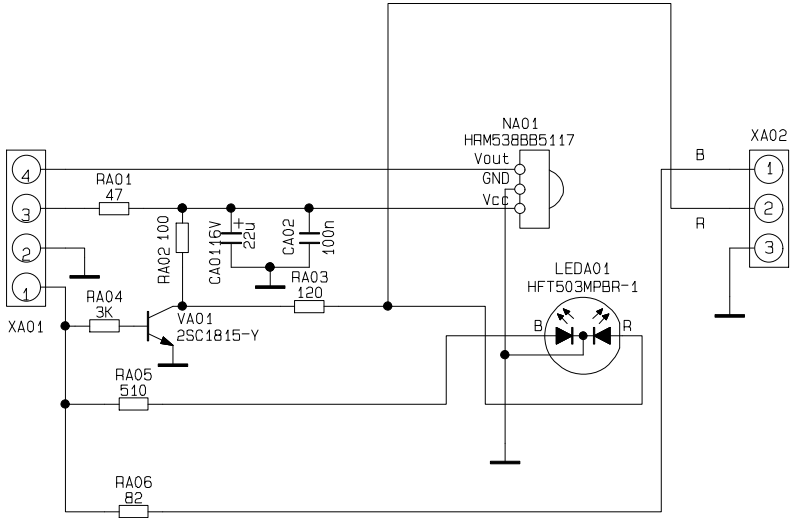 NA01
HRM538BB5117
XA02
Vout
B
1
4
RA01
GND
47
Vcc
3
2
R
RA02 100
CA01 16V
+
22u
CA02
100n
2
3
RA03
120
LEDA01
HFT503MPBR-1
1
RA04
3K
XA01
VA01
2SC1815-Y
B
R
RA05
510
RA06
82